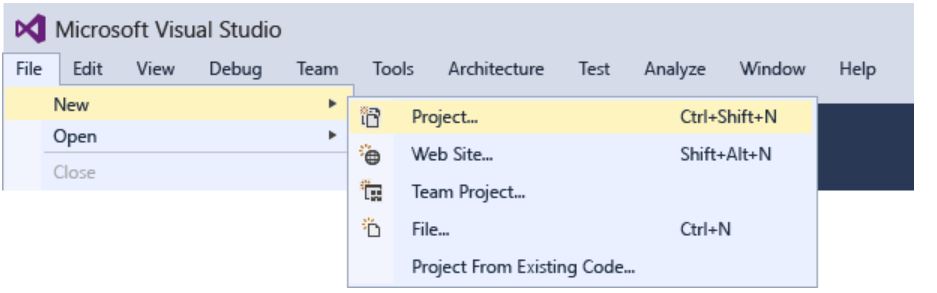 Microsoft Visual Studio
File Edit View Debug Team Tools Architecture Test Analyze Window Help
New
Open
Close
Project... Ctrl+Shift+N
Web Site... Shift+Alt+N
Team Project...
File... Ctrl+N
Project From Existing Code...